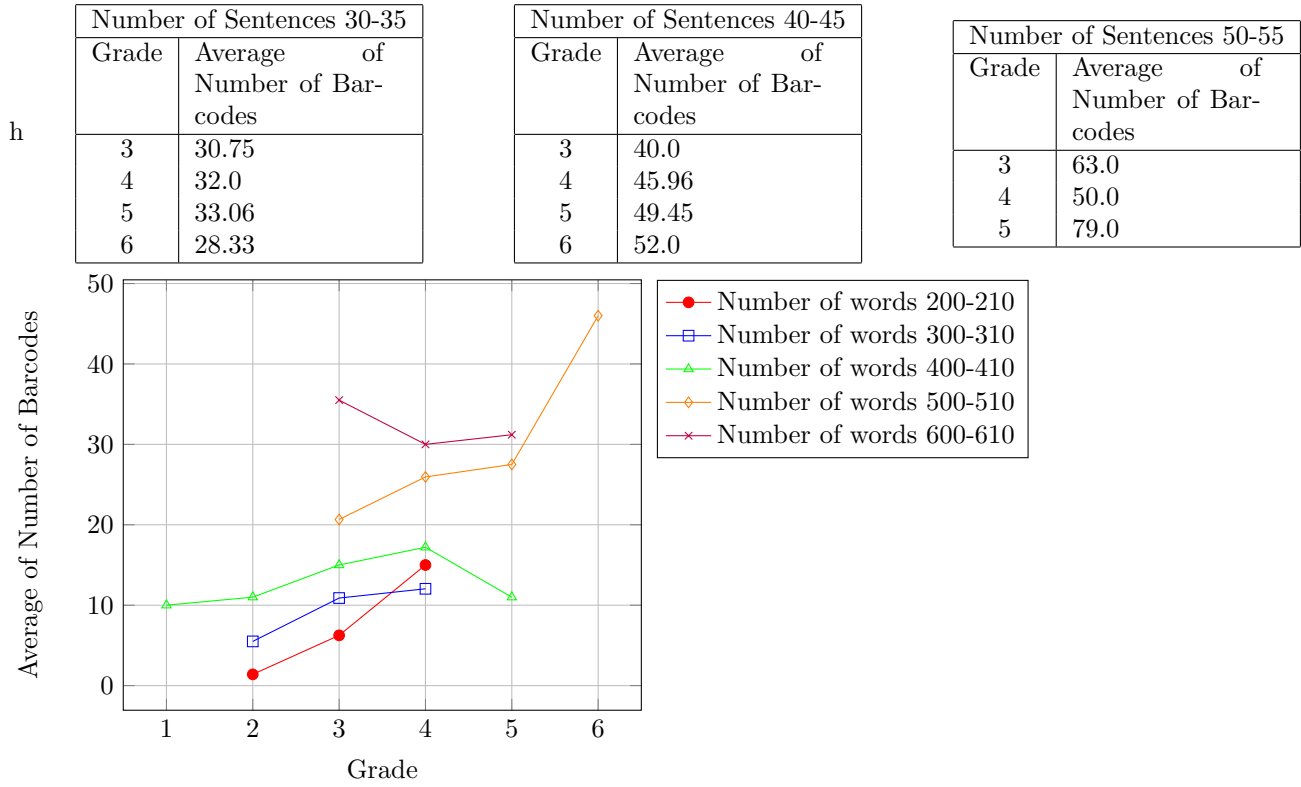 Number of Sentences 30-35
Grade Average of
Number of Bar-
codes
3 30.75
4 32.0
5 33.06
6 28.33
Number of Sentences 40-45
Grade Average of
Number of Bar-
codes
3 40.0
4 45.96
5 49.45
6 52.0
Number of Sentences 50-55
Grade Average of
Number of Bar-
codes
3 63.0
4 50.0
5 79.0
h
Average of Number of Barcodes
50
40
30
20
10
0
1 2 3 4 5 6
Grade
Number of words 200-210
Number of words 300-310
Number of words 400-410
Number of words 500-510
Number of words 600-610